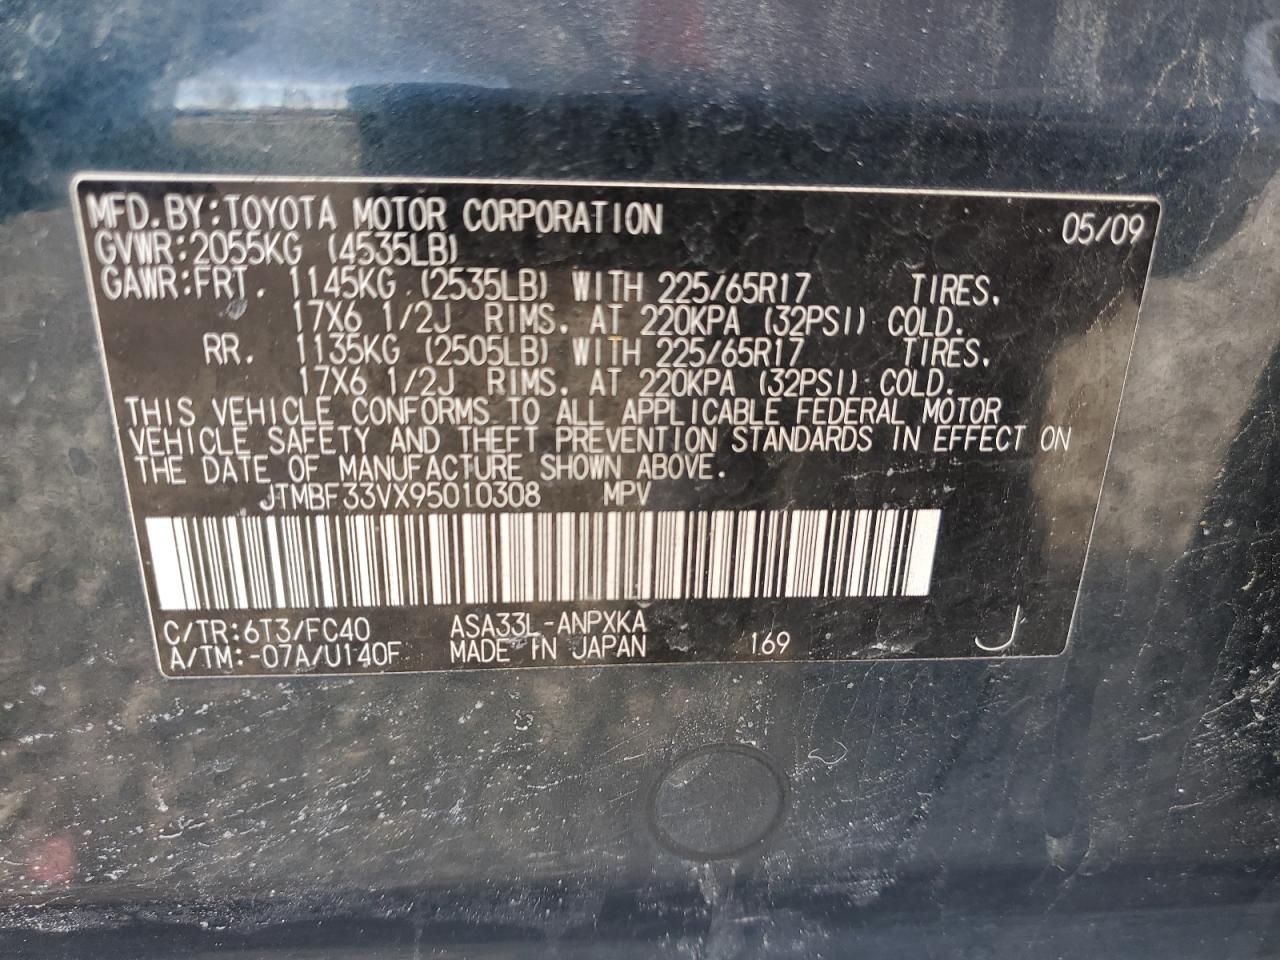 MFD.BY:TOYOTA MOTOR CORPORATION 05/09
GVWR:2055KG (4535LB)
GAWR:FRT. 1145KG (2535LB) WITH 225/65R17 TIRES.
17X6 1/2J RIMS. AT 220KPA (32PSI) COLD.
RR. 1135KG (2505LB) WITH 225/65R17 TIRES.
17X6 1/2J RIMS. AT 220KPA (32PSI) COLD.
THIS VEHICLE CONFORMS TO ALL APPLICABLE FEDERAL MOTOR
VEHICLE SAFETY AND THEFT PREVENTION STANDARDS IN EFFECT ON
THE DATE OF MANUFACTURE SHOWN ABOVE.
JTMBF33VX95010308 MPV
C/TR:6T3/FC40 ASA33L-ANPXKA
A/TM:-07A/U140F MADE IN JAPAN 169 J